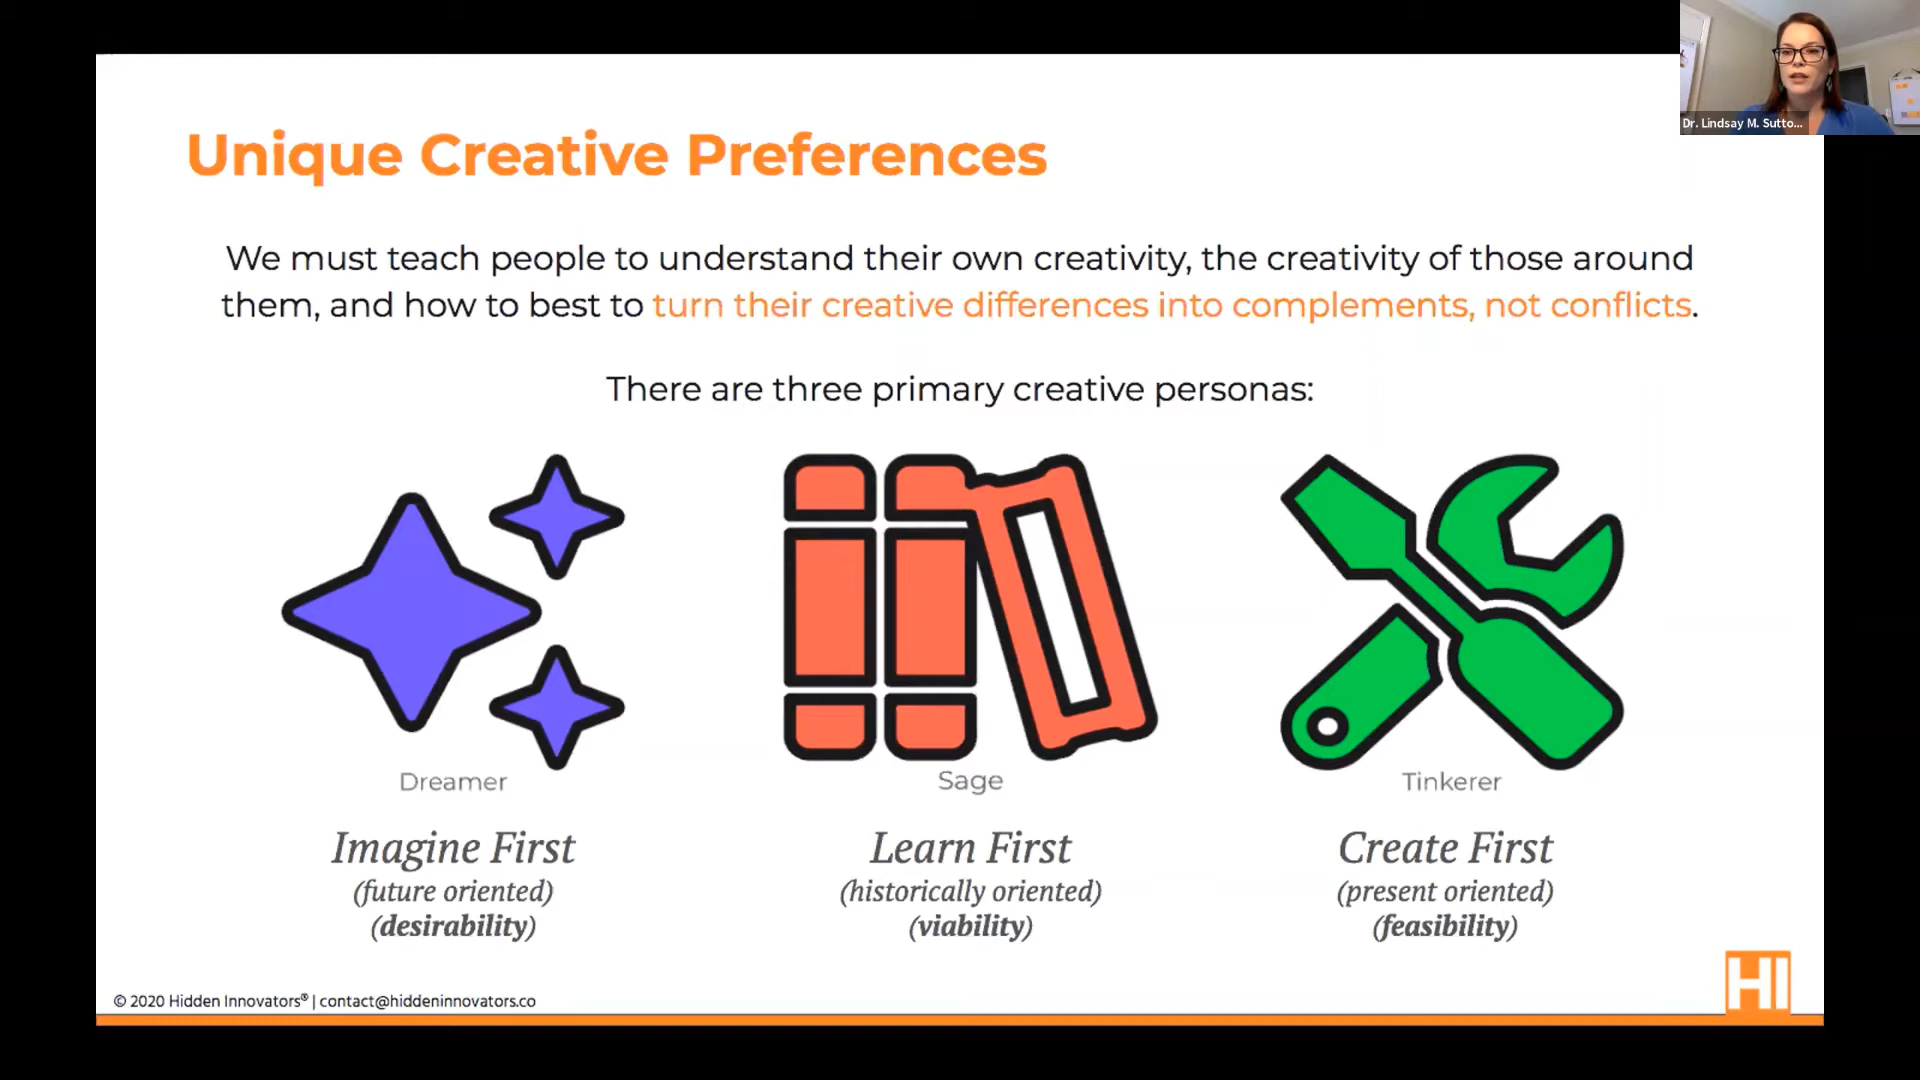 Dr. Lindsay M. Sutto...
Unique Creative Preferences
We must teach people to understand their own creativity, the creativity of those around
them, and how to best to turn their creative differences into complements, not conflicts.
There are three primary creative personas:
Dreamer
Imagine First
(future oriented)
(desirability)
Sage
Learn First
(historically oriented)
(viability)
Tinkerer
Create First
(present oriented)
(feasibility)
© 2020 Hidden Innovators® | contact@hiddeninnovators.co
HI